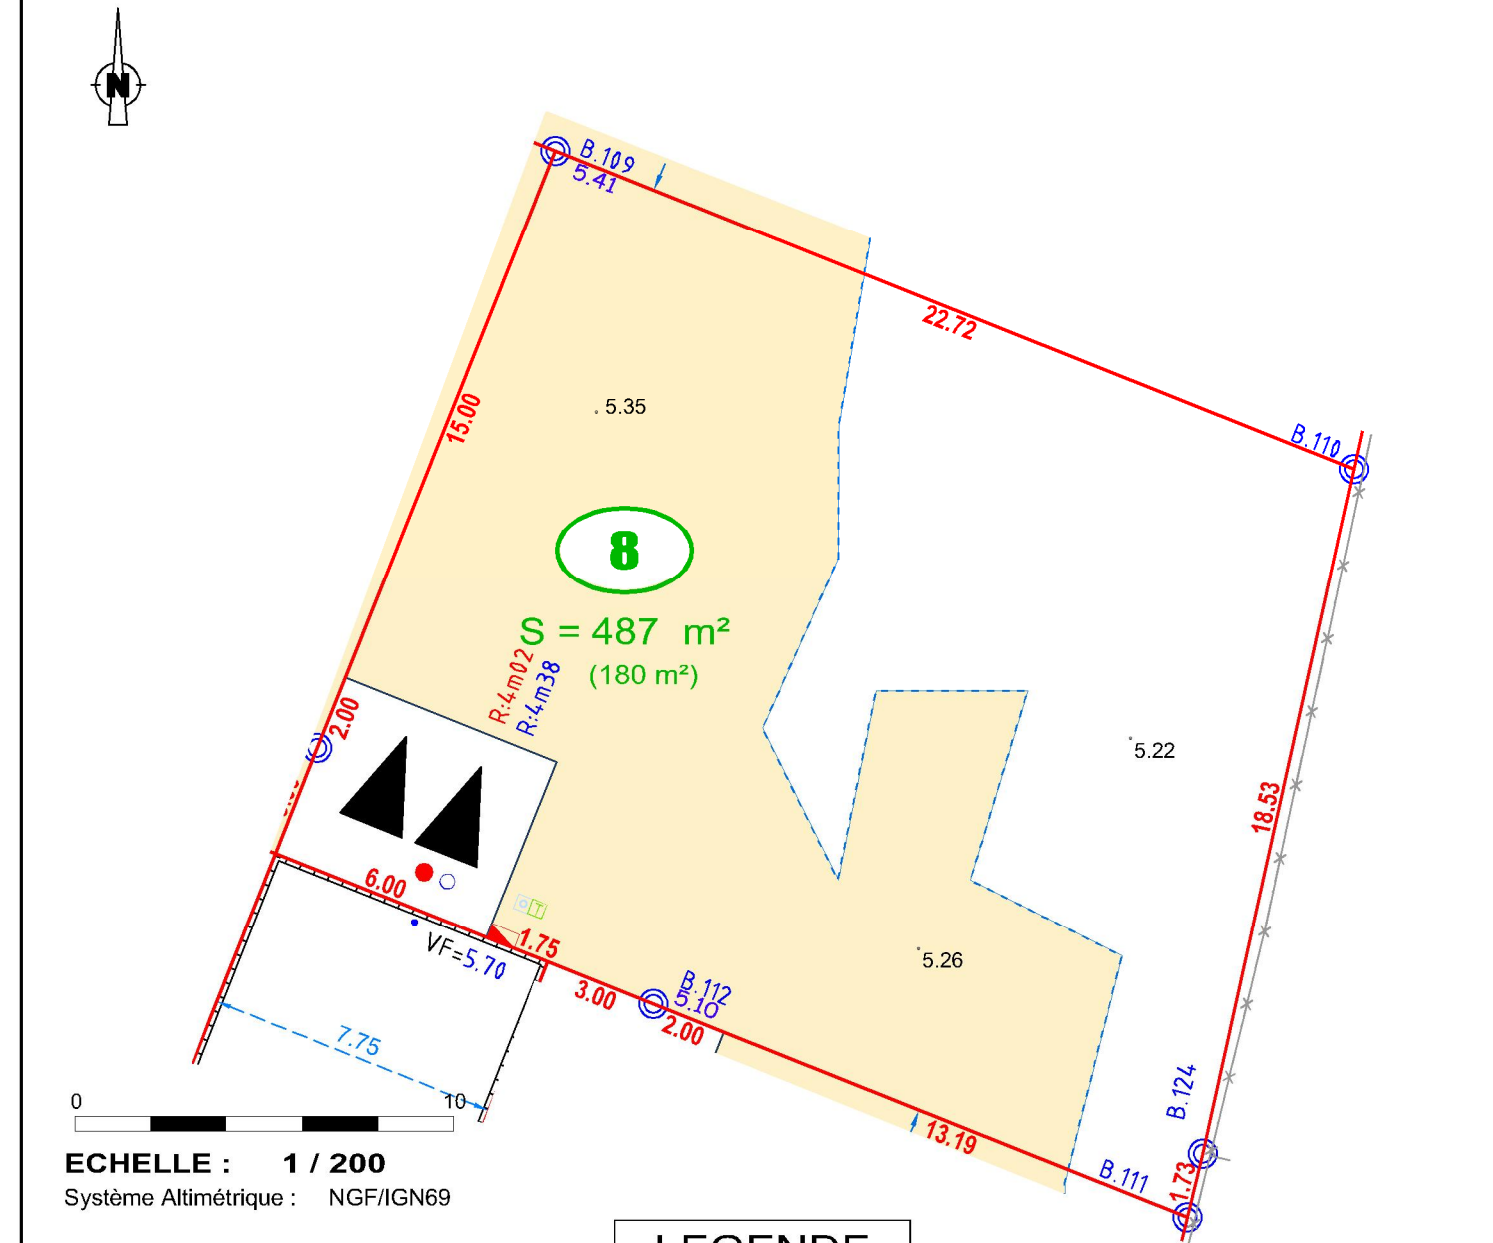 N
B.109
5.41
22.72
15.00
5.35
B.110
8
S = 487 m²
(180 m²)
R:4m02
R:4m38
2.00
5.22
18.53
6.00
T
1.75
VF=5.70
5.26
3.00
B.112
5.10
2.00
7.75
B.124
0 10
13.19
B.111
1.73
ECHELLE : 1 / 200
Système Altimétrique : NGF/IGN69
LEGENDE